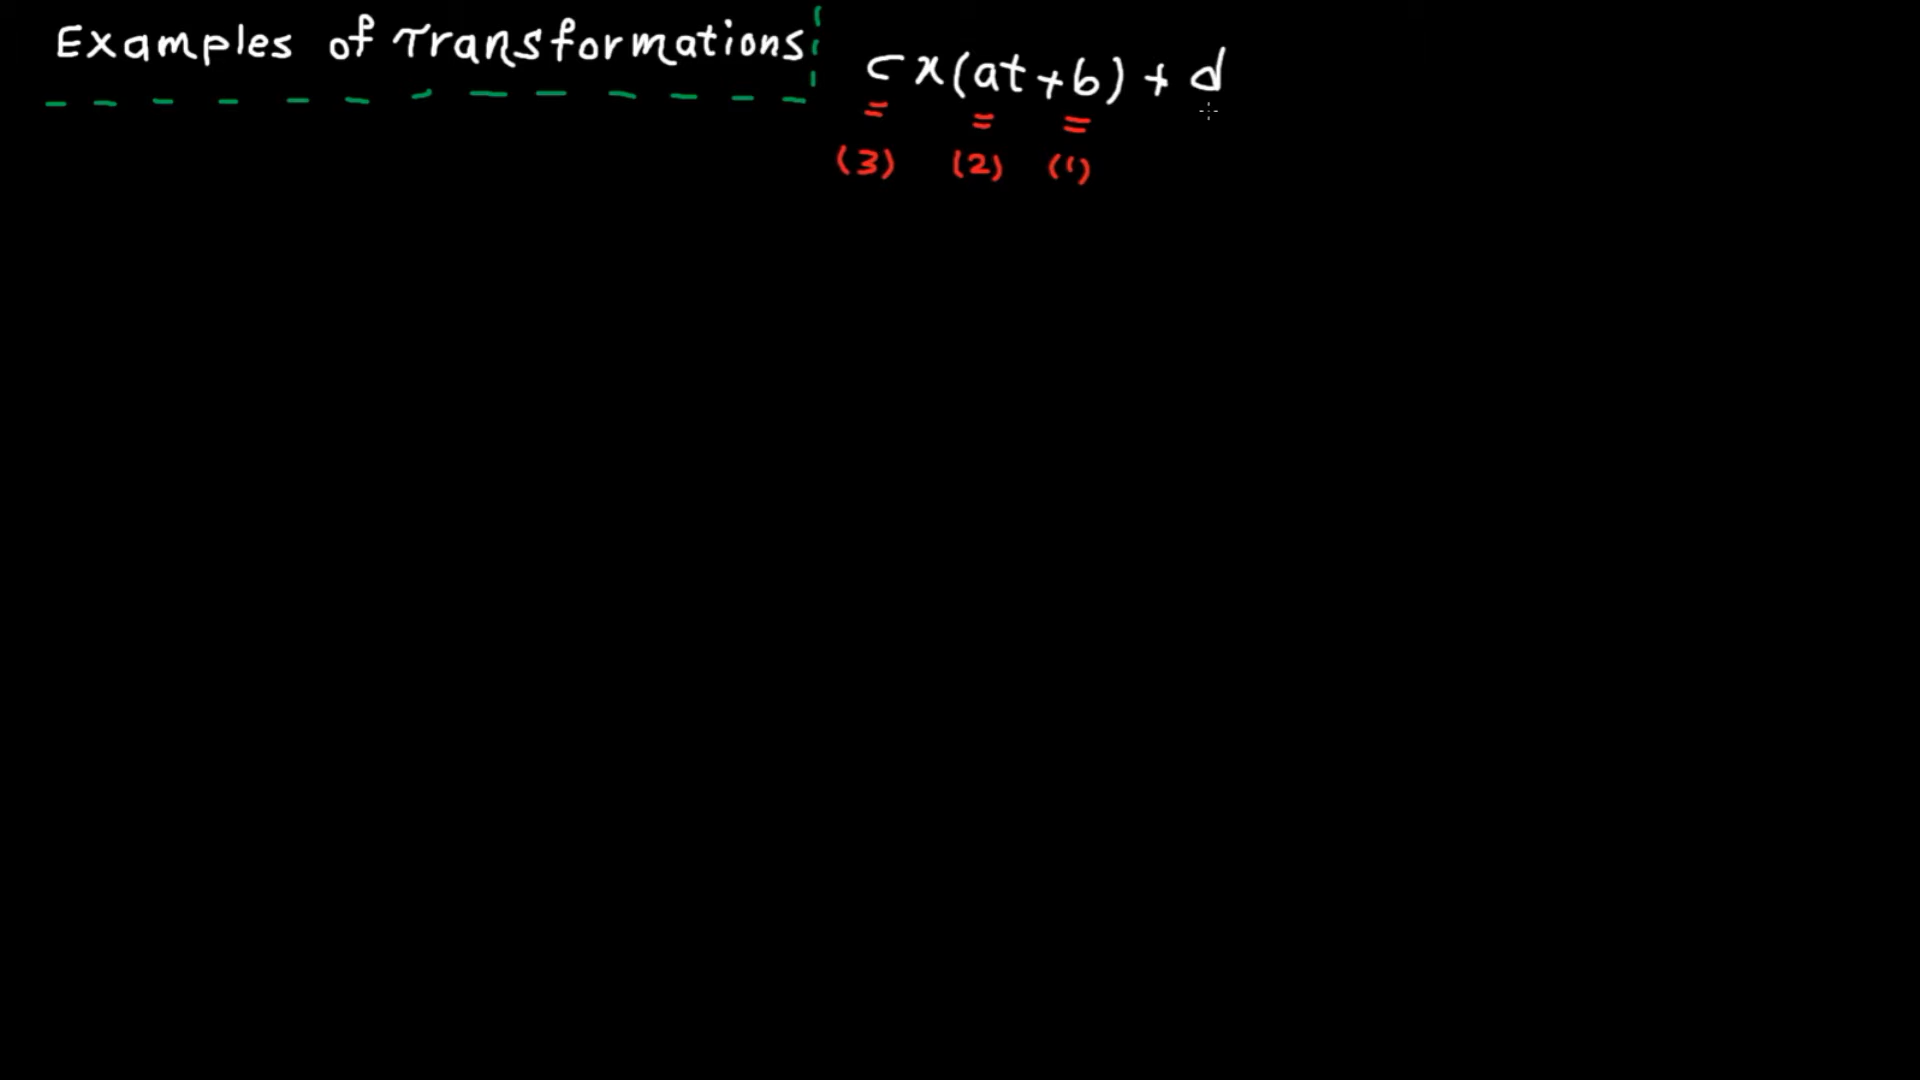 Examples of Transformations
cx(at+b)+d
(3) (2) (1)